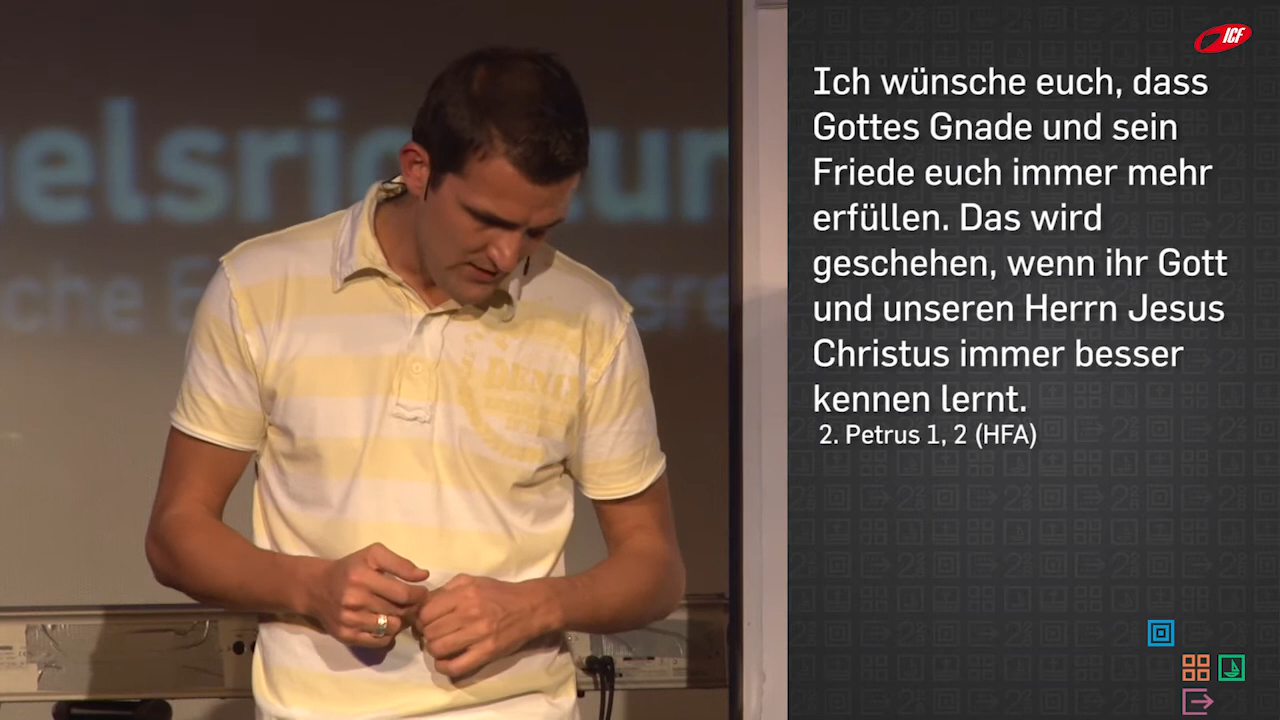 ICF
Ich wünsche euch, dass
Gottes Gnade und sein
Friede euch immer mehr
erfüllen. Das wird
geschehen, wenn ihr Gott
und unseren Herrn Jesus
Christus immer besser
kennen lernt.
2. Petrus 1, 2 (HFA)